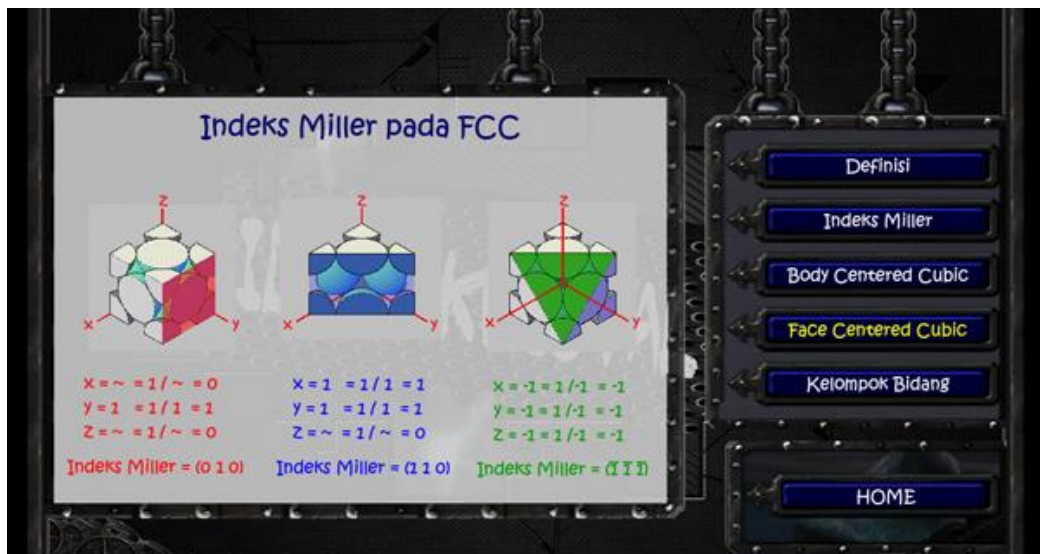 Indeks Miller pada FCC
z
x
y
z
x
y
z
x
y
x = ~ = 1 / ~ = 0
y = 1 = 1 / 1 = 1
z = ~ = 1 / ~ = 0
Indeks Miller = (0 1 0)
x = 1 = 1 / 1 = 1
y = 1 = 1 / 1 = 1
z = ~ = 1 / ~ = 0
Indeks Miller = (1 1 0)
x = -1 = 1 /-1 = -1
y = -1 = 1 /-1 = -1
z = -1 = 1 /-1 = -1
Indeks Miller = (1̅ 1̅ 1̅)
Definisi
Indeks Miller
Body Centered Cubic
Face Centered Cubic
Kelompok Bidang
HOME